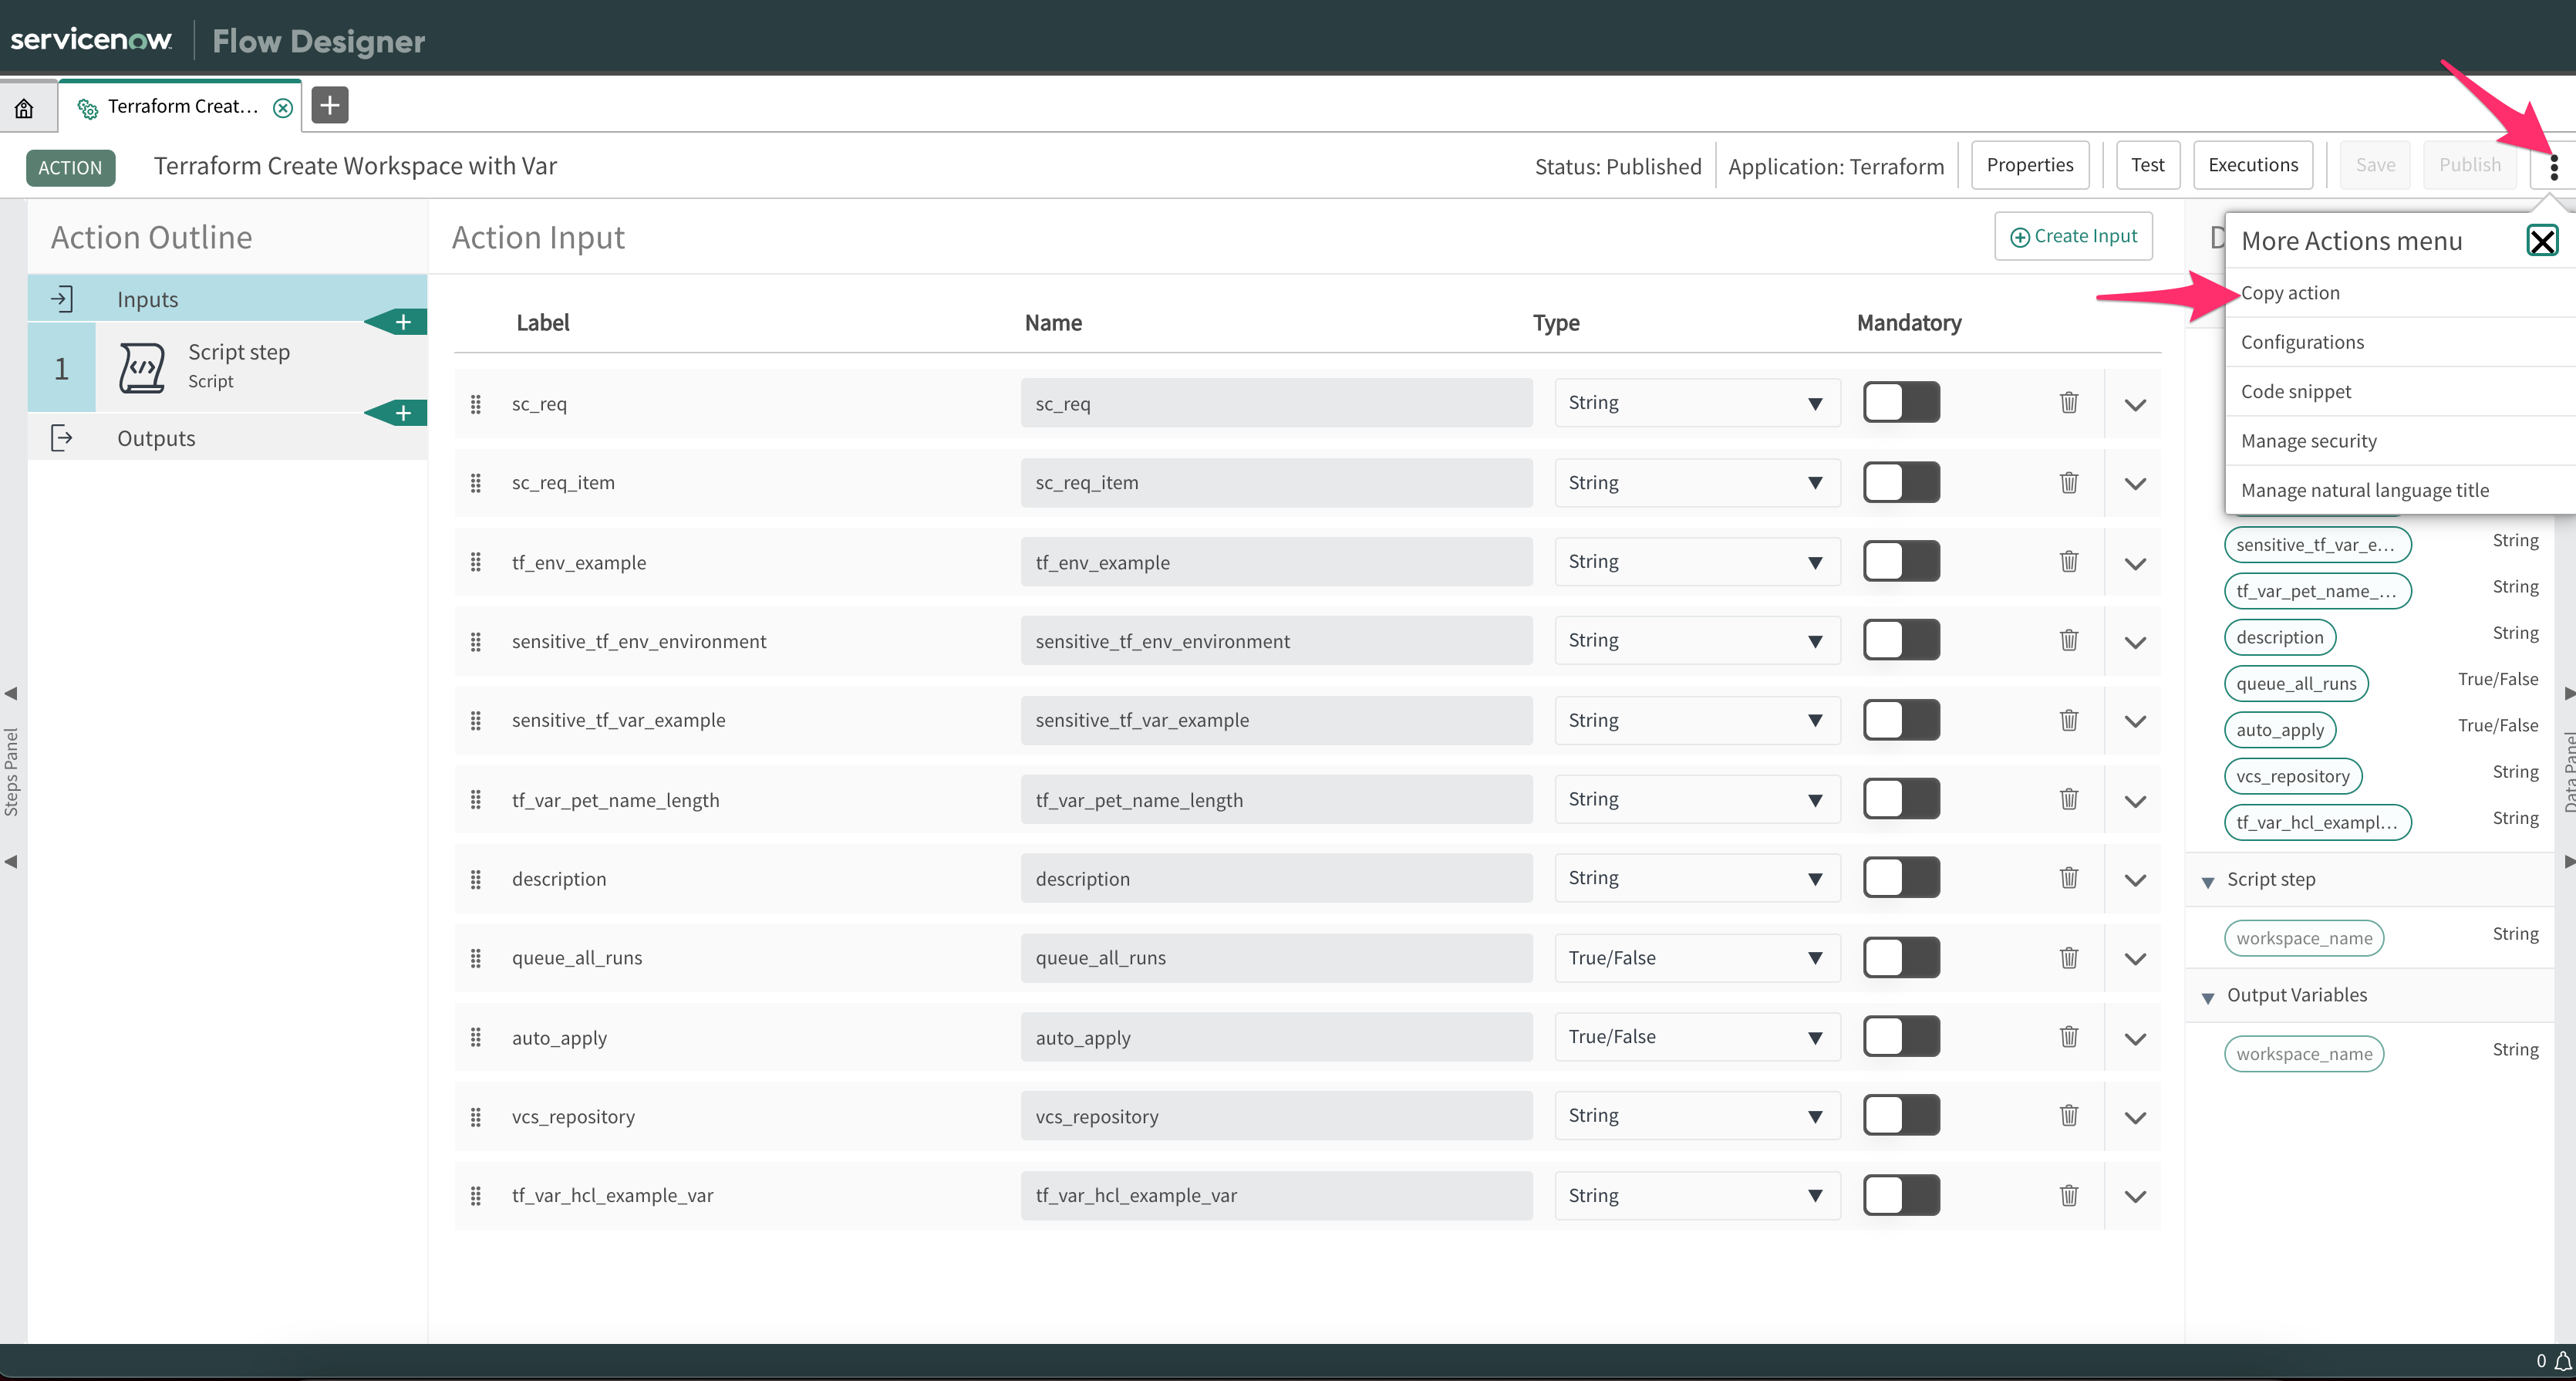 servicenow Flow Designer
Terraform Creat...
ACTION Terraform Create Workspace with Var Status: Published Application: Terraform Properties Test Executions Save Publish
Action Outline
Inputs
1 Script step
Script
Outputs
Action Input
Create Input
Label Name Type Mandatory
sc_req sc_req String
sc_req_item sc_req_item String
tf_env_example tf_env_example String
sensitive_tf_env_environment sensitive_tf_env_environment String
sensitive_tf_var_example sensitive_tf_var_example String
tf_var_pet_name_length tf_var_pet_name_length String
description description String
queue_all_runs queue_all_runs True/False
auto_apply auto_apply True/False
vcs_repository vcs_repository String
tf_var_hcl_example_var tf_var_hcl_example_var String
More Actions menu
Copy action
Configurations
Code snippet
Manage security
Manage natural language title
sensitive_tf_var_e... String
tf_var_pet_name_... String
description String
queue_all_runs True/False
auto_apply True/False
vcs_repository String
tf_var_hcl_exampl... String
Script step
workspace_name String
Output Variables
workspace_name String
Steps Panel
Data Panel
0